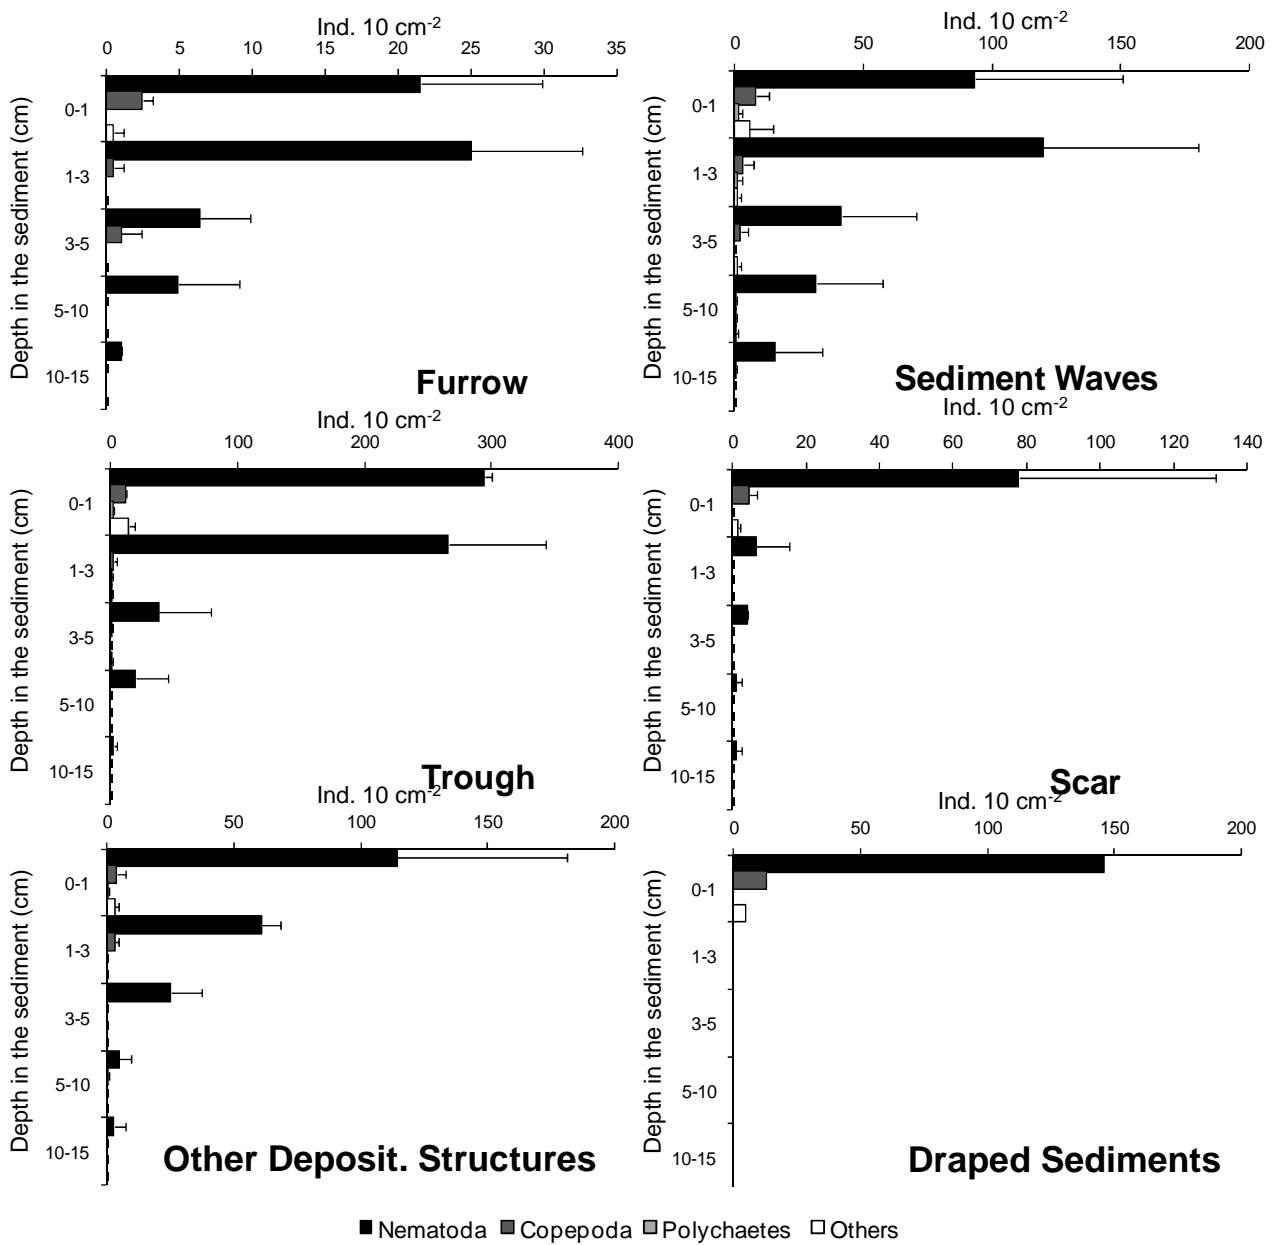 Ind. 10 cm-2
0 5 10 15 20 25 30 35
Depth in the sediment (cm)
0-1
1-3
3-5
5-10
10-15
Furrow
Ind. 10 cm-2
0 50 100 150 200
Depth in the sediment (cm)
0-1
1-3
3-5
5-10
10-15
Sediment Waves
Ind. 10 cm-2
0 100 200 300 400
Depth in the sediment (cm)
0-1
1-3
3-5
5-10
10-15
Trough
Ind. 10 cm-2
0 20 40 60 80 100 120 140
Depth in the sediment (cm)
0-1
1-3
3-5
5-10
10-15
Scar
Ind. 10 cm-2
0 50 100 150 200
Depth in the sediment (cm)
0-1
1-3
3-5
5-10
10-15
Other Deposit. Structures
Ind. 10 cm-2
0 50 100 150 200
Depth in the sediment (cm)
0-1
1-3
3-5
5-10
10-15
Draped Sediments
Nematoda Copepoda Polychaetes Others